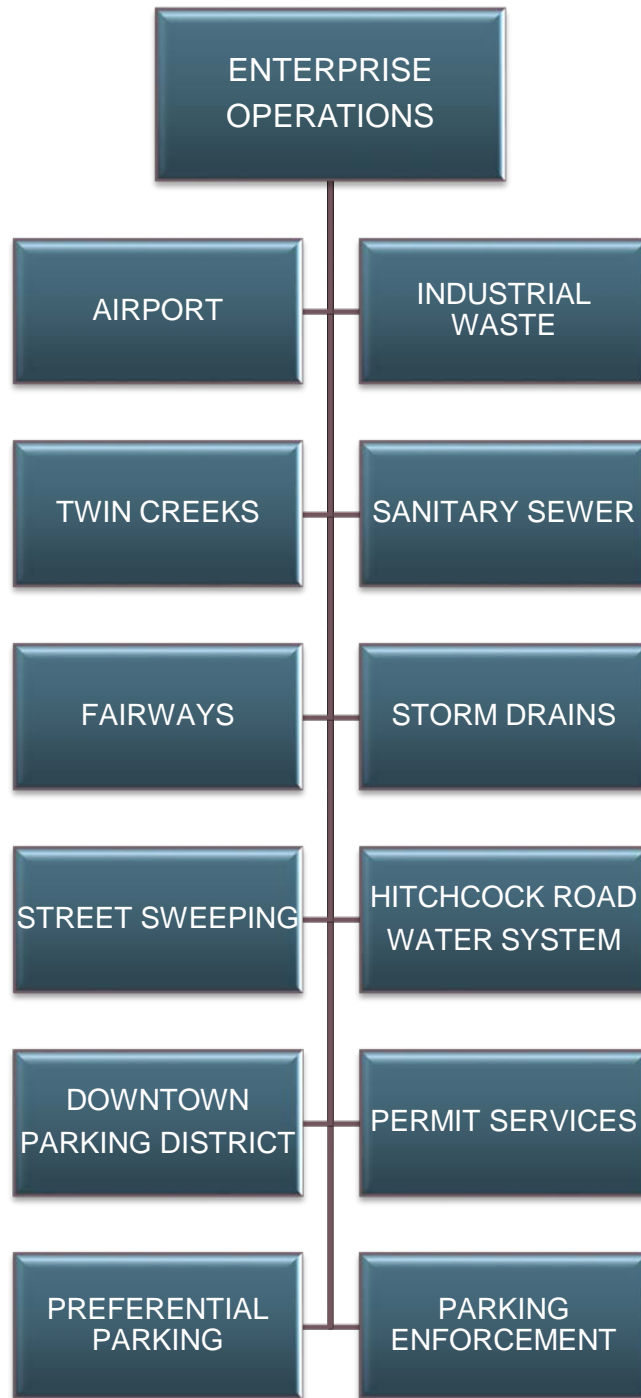 ENTERPRISE
OPERATIONS
AIRPORT
INDUSTRIAL
WASTE
TWIN CREEKS
SANITARY SEWER
FAIRWAYS
STORM DRAINS
STREET SWEEPING
HITCHCOCK ROAD
WATER SYSTEM
DOWNTOWN
PARKING DISTRICT
PERMIT SERVICES
PREFERENTIAL
PARKING
PARKING
ENFORCEMENT